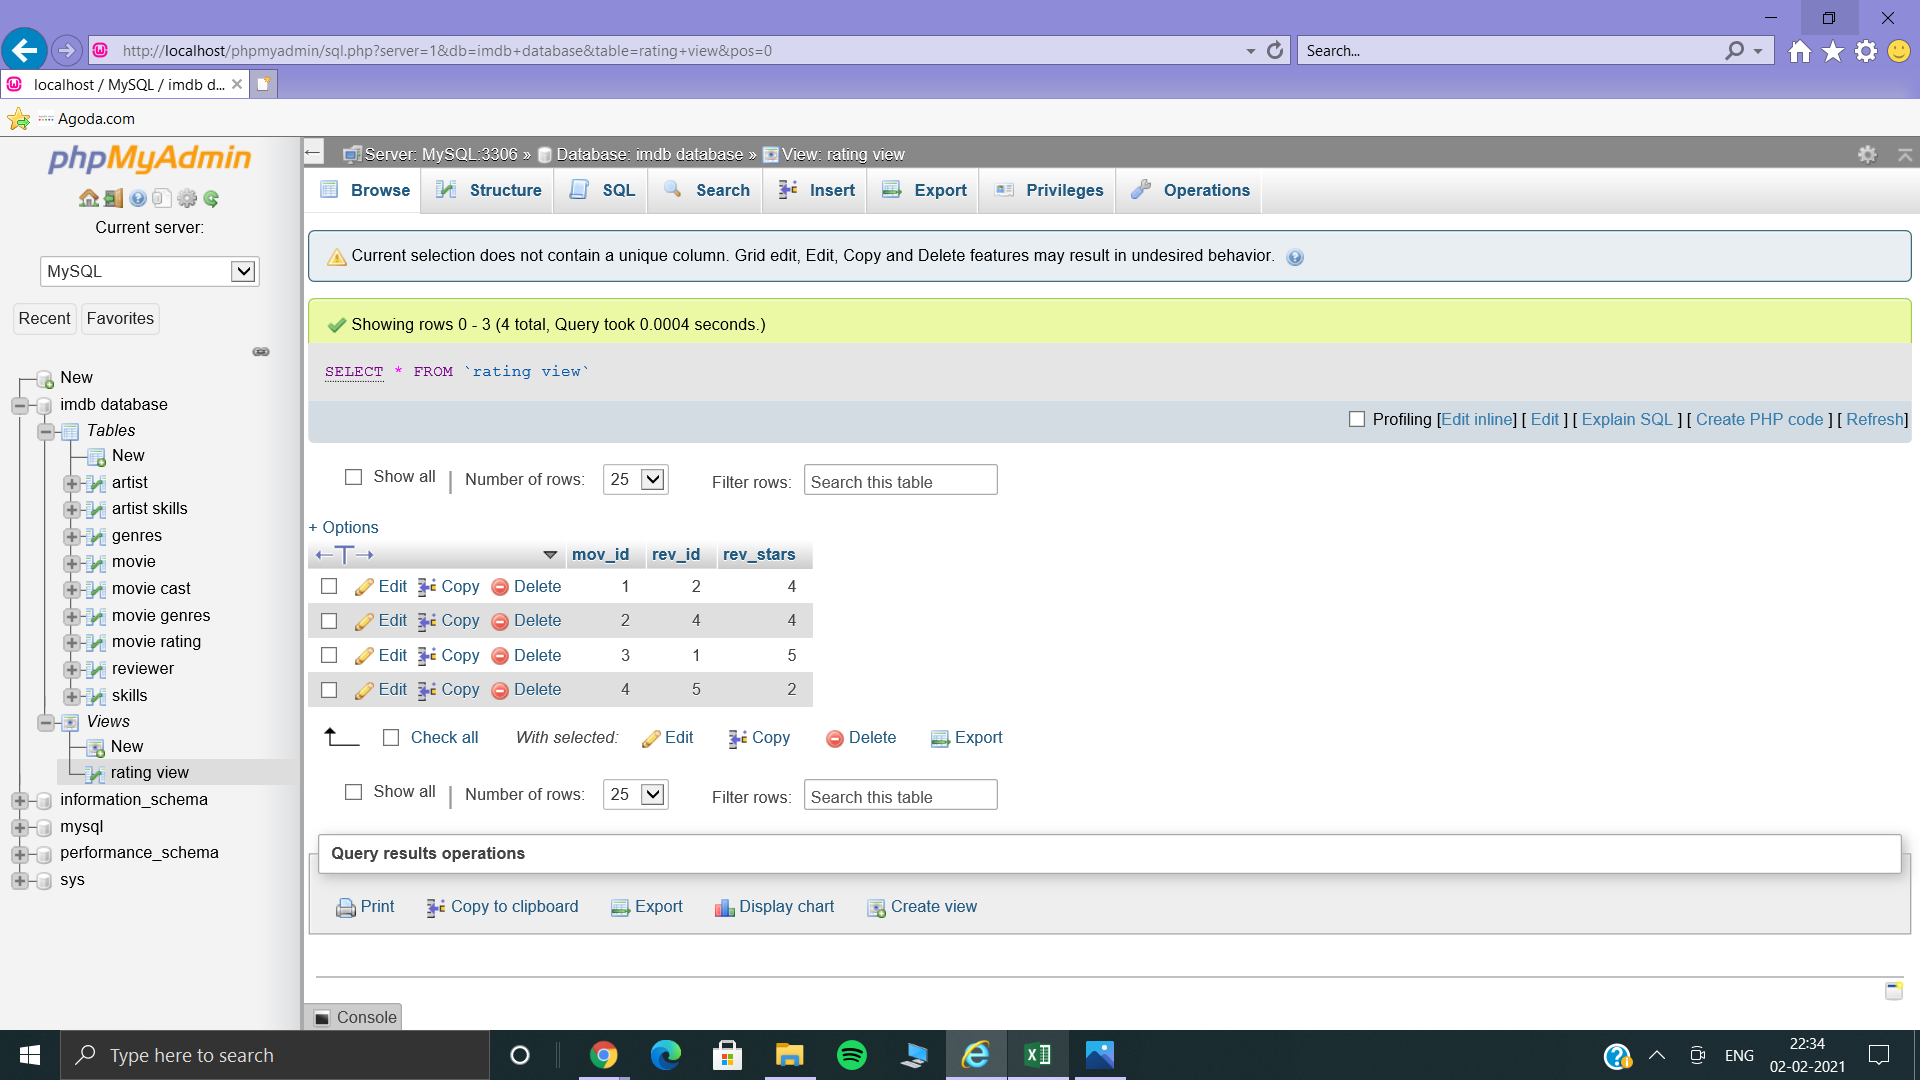 http://localhost/phpmyadmin/sql.php?server=1&db=imdb+database&table=rating+view&pos=0
Search...
localhost / MySQL / imdb d...
Agoda.com
phpMyAdmin
Current server:
MySQL
Recent
Favorites
New
imdb database
Tables
New
artist
artist skills
genres
movie
movie cast
movie genres
movie rating
reviewer
skills
Views
New
rating view
information_schema
mysql
performance_schema
sys
Server: MySQL:3306 » Database: imdb database » View: rating view
Browse Structure SQL Search Insert Export Privileges Operations
Current selection does not contain a unique column. Grid edit, Edit, Copy and Delete features may result in undesired behavior.
Showing rows 0 - 3 (4 total, Query took 0.0004 seconds.)
SELECT * FROM `rating view`
Profiling [Edit inline] [ Edit ] [ Explain SQL ] [ Create PHP code ] [ Refresh]
Show all | Number of rows: 25 Filter rows: Search this table
+ Options
←T→ mov_id rev_id rev_stars
Edit Copy Delete 1 2 4
Edit Copy Delete 2 4 4
Edit Copy Delete 3 1 5
Edit Copy Delete 4 5 2
Check all With selected: Edit Copy Delete Export
Show all | Number of rows: 25 Filter rows: Search this table
Query results operations
Print Copy to clipboard Export Display chart Create view
Console
Type here to search
ENG
22:34
02-02-2021